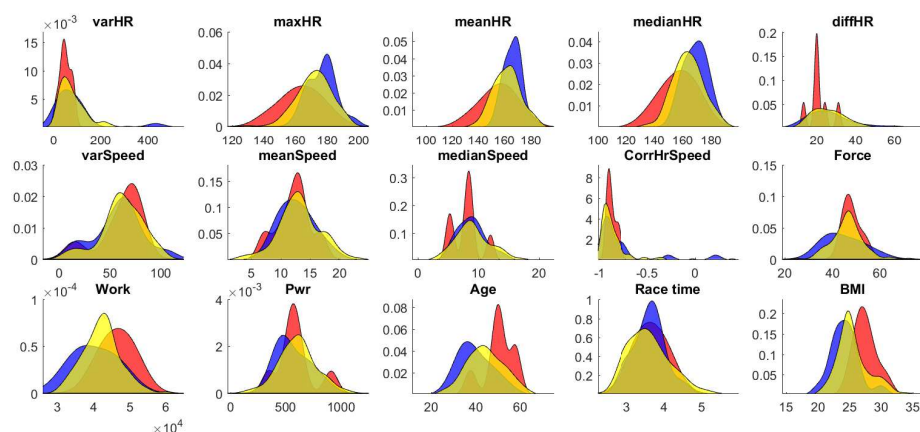 varHR
maxHR
meanHR
medianHR
diffHR
×10⁻³
15
10
5
0 200 400
0.06
0.04
0.02
0
120 140 160 180 200
0.05
0.04
0.03
0.02
0.01
100 120 140 160 180
0.04
0.03
0.02
0.01
100 120 140 160 180
0.2
0.15
0.1
0.05
20 40 60
varSpeed
meanSpeed
medianSpeed
CorrHrSpeed
Force
0.03
0.02
0.01
0
0 50 100
0.15
0.1
0.05
5 10 15 20
0.3
0.2
0.1
0
0 10 20
8
6
4
2
-1 -0.5 0 0.5
0.15
0.1
0.05
0
20 40 60
Work
Pwr
Age
Race time
BMI
1 ×10⁻⁴
0.5
0
3 4 5 6
×10⁴
4 ×10⁻³
2
0
0 500 1000
0.08
0.06
0.04
0.02
20 40 60
1
0.8
0.6
0.4
0.2
3 4 5
0.2
0.15
0.1
0.05
15 20 25 30 35